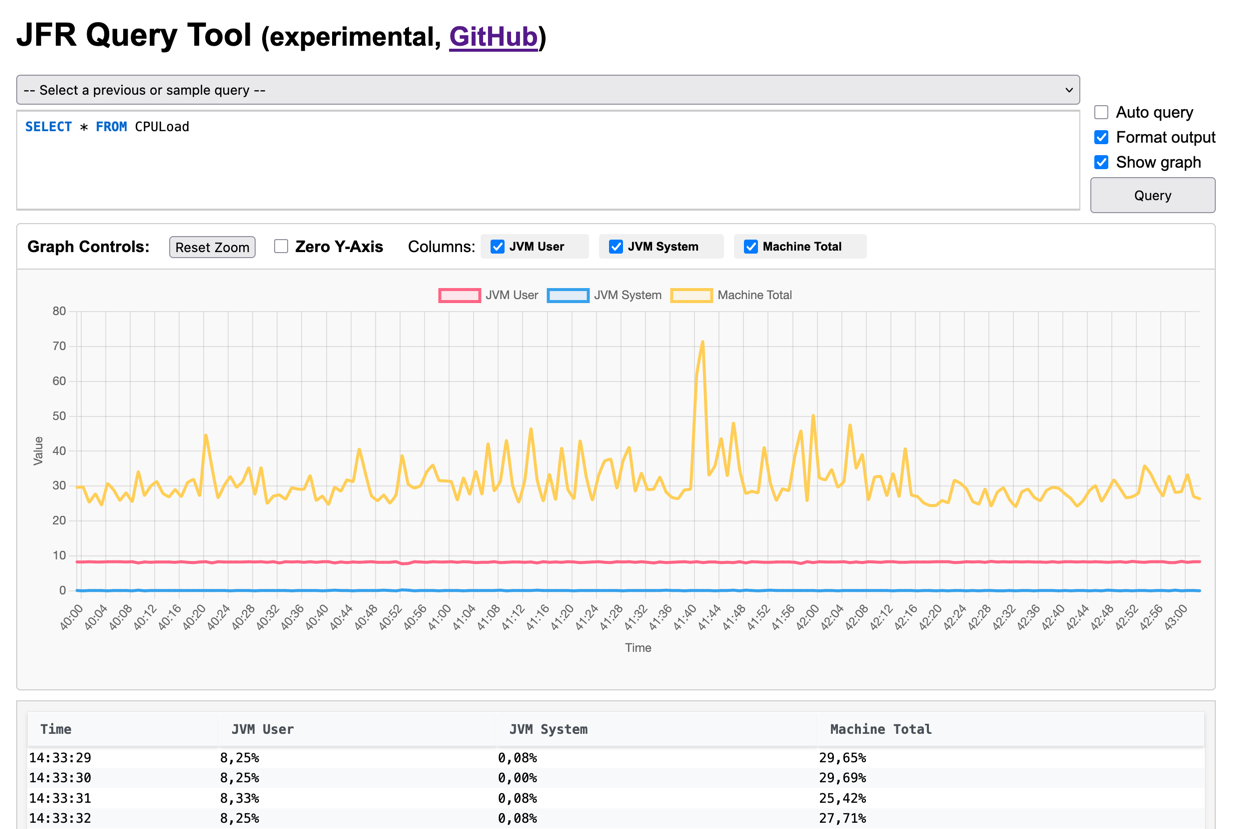 JFR Query Tool (experimental, GitHub)
-- Select a previous or sample query --
SELECT * FROM CPULoad
Auto query
Format output
Show graph
Query
Graph Controls: Reset Zoom Zero Y-Axis Columns: JVM User JVM System Machine Total
JVM User JVM System Machine Total
80
70
60
50
40
30
20
10
0
Value
40:00 40:04 40:08 40:12 40:16 40:20 40:24 40:28 40:32 40:36 40:40 40:44 40:48 40:52 40:56 41:00 41:04 41:08 41:12 41:16 41:20 41:24 41:28 41:32 41:36 41:40 41:44 41:48 41:52 41:56 42:00 42:04 42:08 42:12 42:16 42:20 42:24 42:28 42:32 42:36 42:40 42:44 42:48 42:52 42:56 43:00
Time
Time JVM User JVM System Machine Total
14:33:29 8,25% 0,08% 29,65%
14:33:30 8,25% 0,00% 29,69%
14:33:31 8,33% 0,08% 25,42%
14:33:32 8,25% 0,08% 27,71%